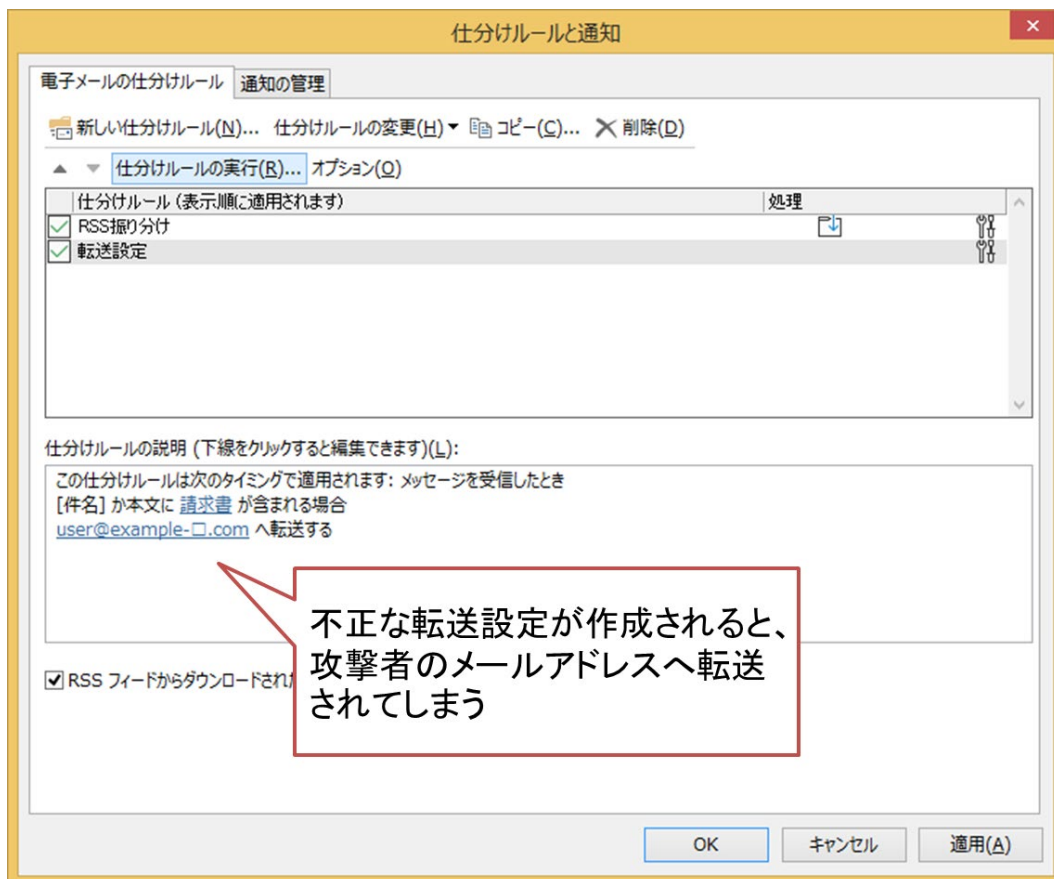 仕分けルールと通知
電子メールの仕分けルール 通知の管理
新しい仕分けルール(N)... 仕分けルールの変更(H) コピー(C)... 削除(D)
仕分けルールの実行(R)... オプション(O)
仕分けルール (表示順に適用されます) 処理
RSS振り分け
転送設定
仕分けルールの説明 (下線をクリックすると編集できます)(L):
この仕分けルールは次のタイミングで適用されます: メッセージを受信したとき
[件名] か本文に 請求書 が含まれる場合
user@example-□.com へ転送する
不正な転送設定が作成されると、
攻撃者のメールアドレスへ転送
されてしまう
RSS フィードからダウンロードされた
OK キャンセル 適用(A)